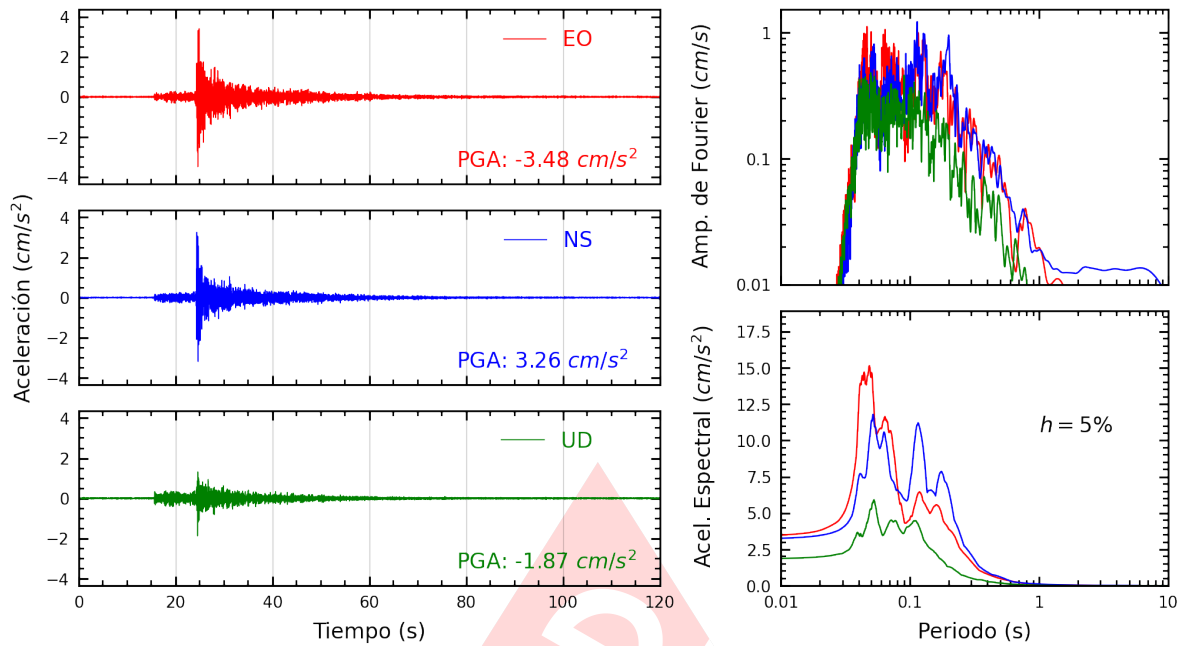 Aceleración (cm/s²)
4
2
0
−2
−4
EO
PGA: -3.48 cm/s²
4
2
0
−2
−4
NS
PGA: 3.26 cm/s²
4
2
0
−2
−4
UD
PGA: -1.87 cm/s²
0 20 40 60 80 100 120
Tiempo (s)
Amp. de Fourier (cm/s)
1
0.1
0.01
Acel. Espectral (cm/s²)
17.5
15.0
12.5
10.0
7.5
5.0
2.5
0.0
h = 5%
0.01 0.1 1 10
Periodo (s)